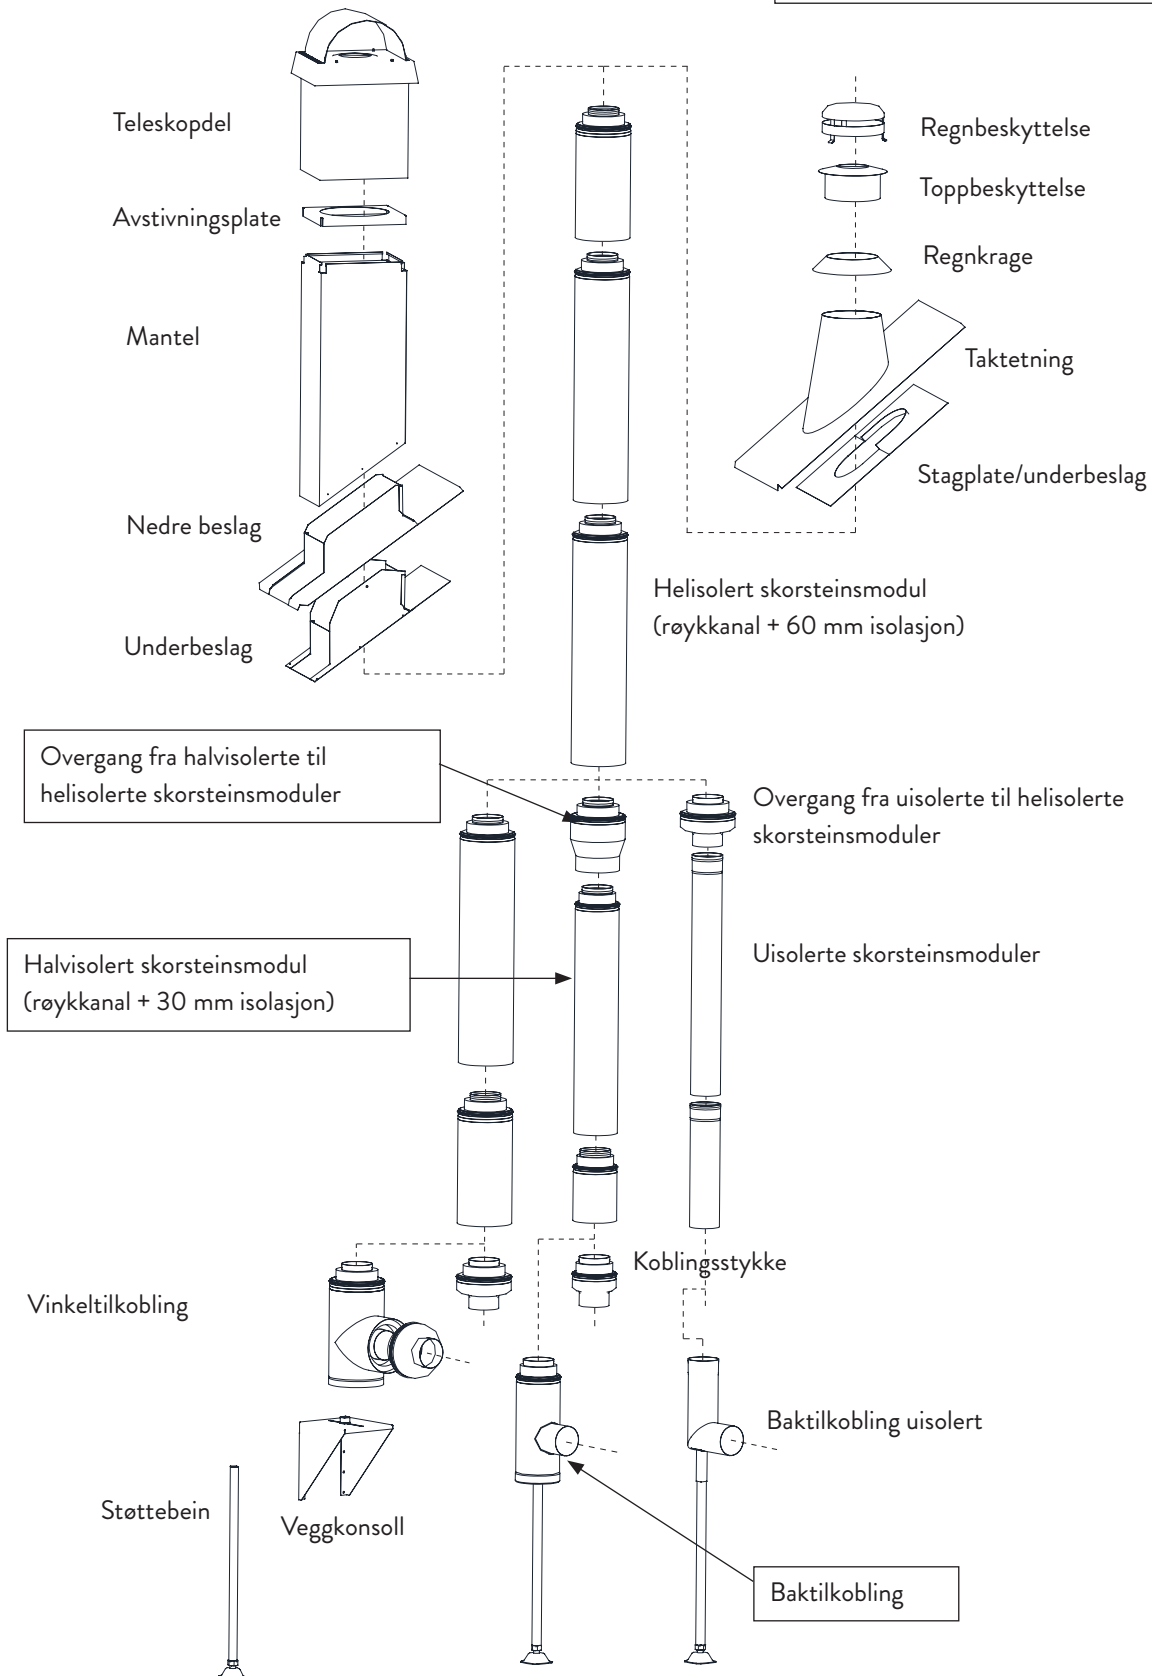 Teleskopdel
Avstivningsplate
Mantel
Nedre beslag
Underbeslag
Regnbeskyttelse
Toppbeskyttelse
Regnkrage
Taktetning
Stagplate/underbeslag
Helisolert skorsteinsmodul
(røykkanal + 60 mm isolasjon)
Overgang fra halvisolerte til
helisolerte skorsteinsmoduler
Overgang fra uisolerte til helisolerte
skorsteinsmoduler
Halvisolert skorsteinsmodul
(røykkanal + 30 mm isolasjon)
Uisolerte skorsteinsmoduler
Koblingsstykke
Vinkeltilkobling
Baktilkobling uisolert
Støttebein
Veggkonsoll
Baktilkobling